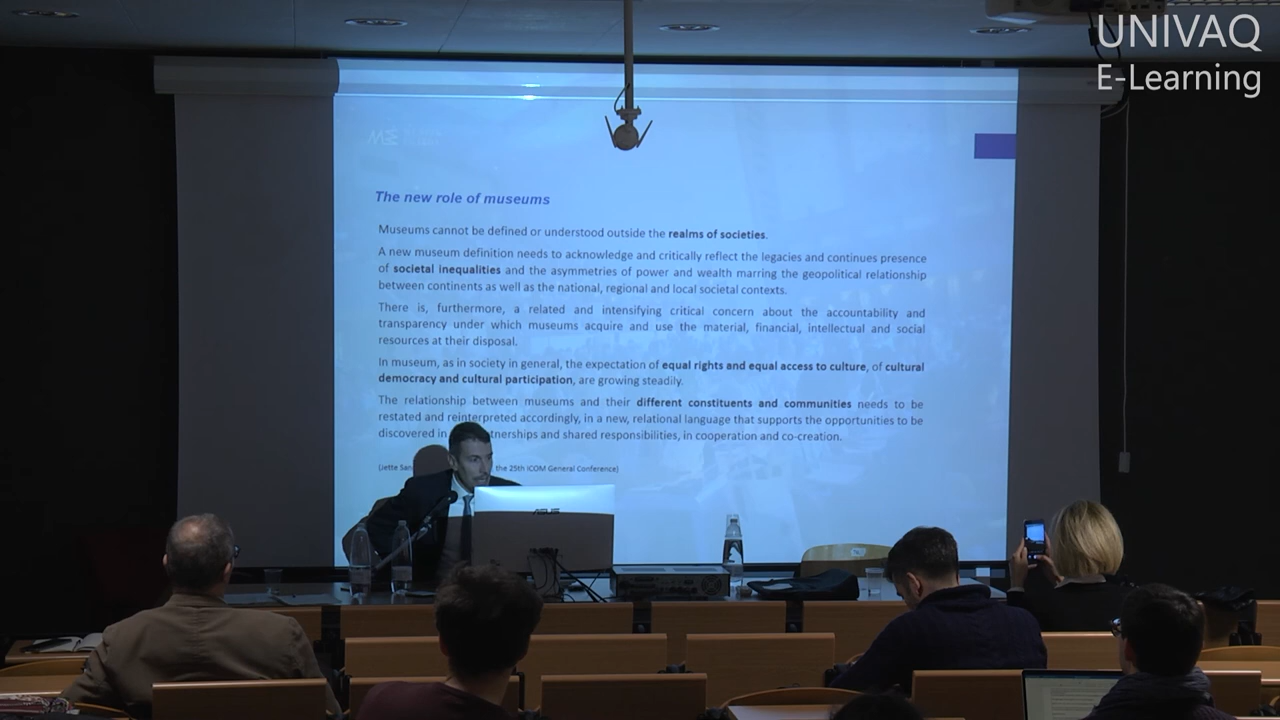 UNIVAQ
E-Learning
The new role of museums
Museums cannot be defined or understood outside the realms of societies.
A new museum definition needs to acknowledge and critically reflect the legacies and continues presence
of societal inequalities and the asymmetries of power and wealth marring the geopolitical relationship
between continents as well as the national, regional and local societal contexts.
There is, furthermore, a related and intensifying critical concern about the accountability and
transparency under which museums acquire and use the material, financial, intellectual and social
resources at their disposal.
In museum, as in society in general, the expectation of equal rights and equal access to culture, of cultural
democracy and cultural participation, are growing steadily.
The relationship between museums and their different constituents and communities needs to be
restated and reinterpreted accordingly, in a new, relational language that supports the opportunities to be
discovered in tnerships and shared responsibilities, in cooperation and co-creation.
(Jette San the 25th ICOM General Conference)
ASUS